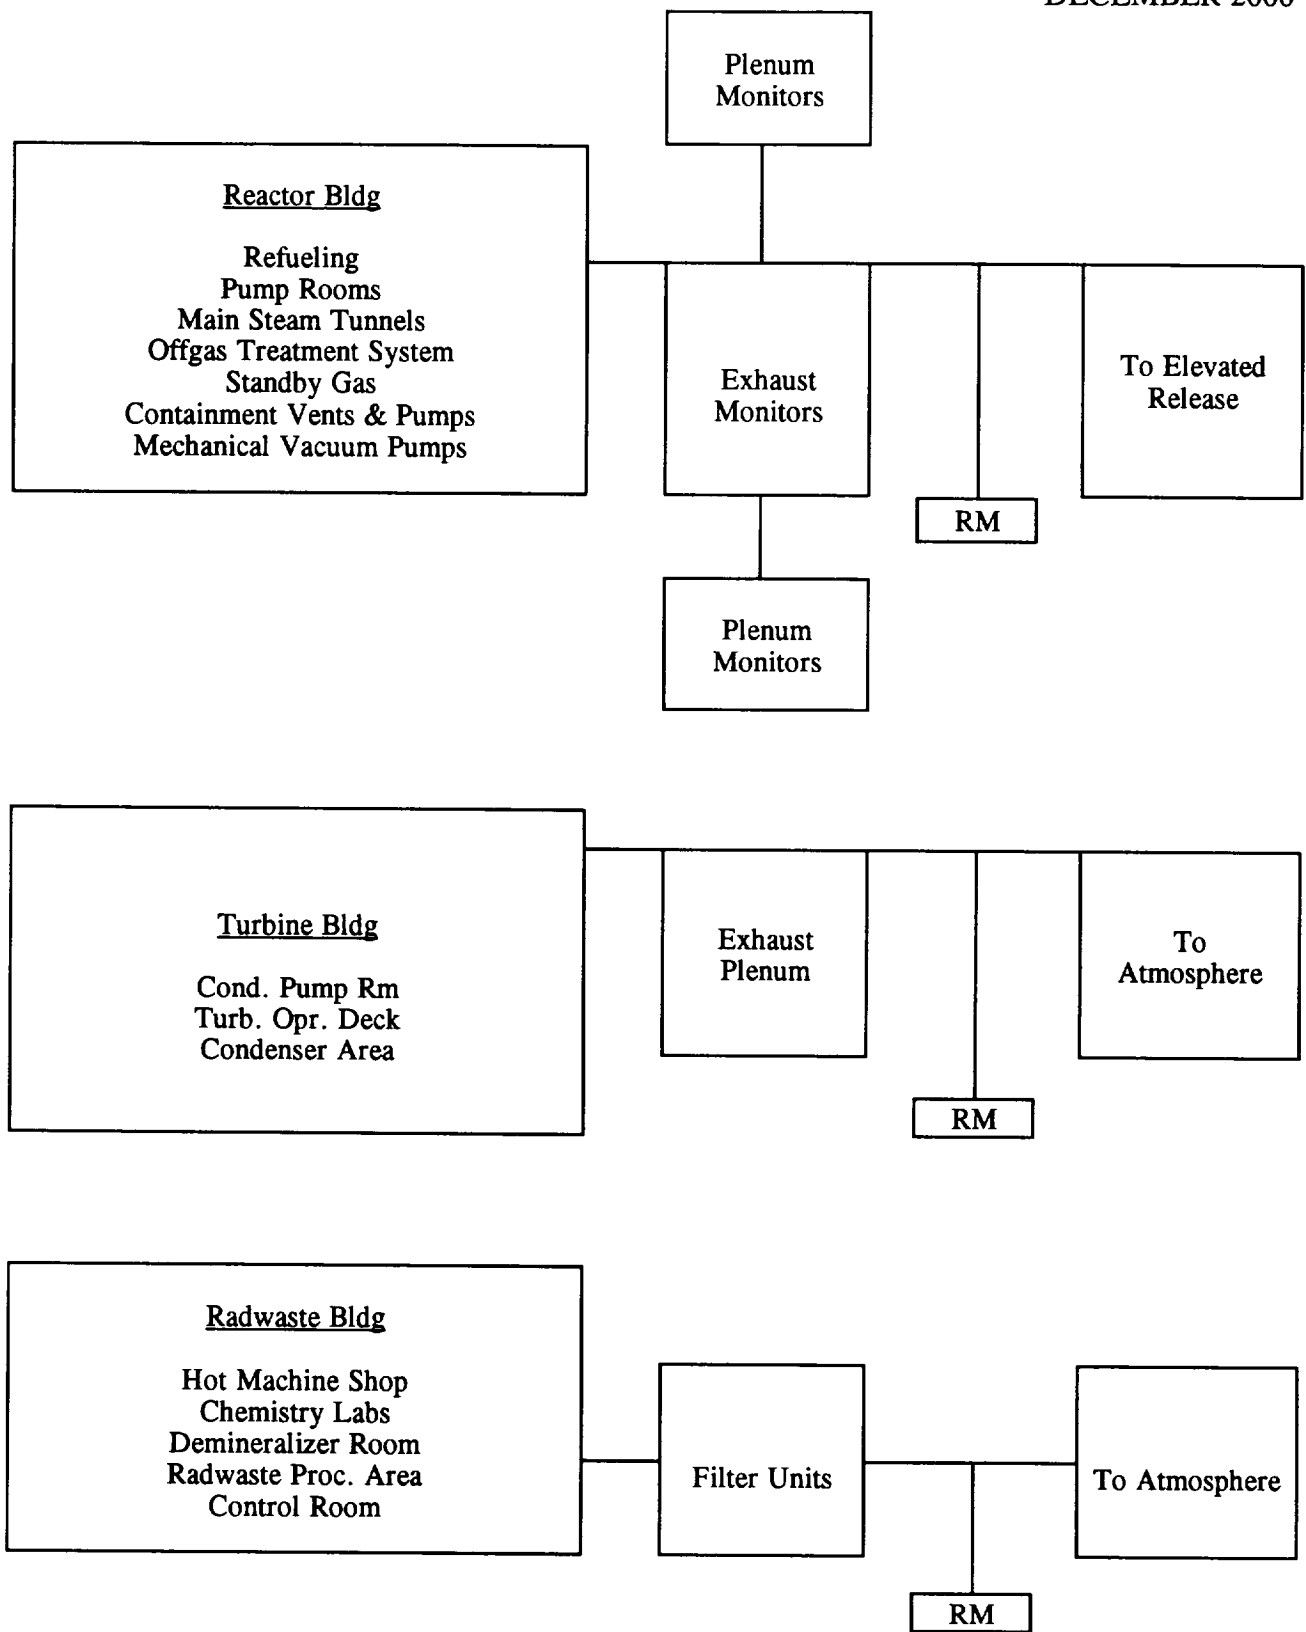 DECEMBER 2000
Plenum
Monitors
Reactor Bldg
Refueling
Pump Rooms
Main Steam Tunnels
Offgas Treatment System
Standby Gas
Containment Vents & Pumps
Mechanical Vacuum Pumps
Exhaust
Monitors
To Elevated
Release
RM
Plenum
Monitors
Turbine Bldg
Cond. Pump Rm
Turb. Opr. Deck
Condenser Area
Exhaust
Plenum
To
Atmosphere
RM
Radwaste Bldg
Hot Machine Shop
Chemistry Labs
Demineralizer Room
Radwaste Proc. Area
Control Room
Filter Units
To Atmosphere
RM